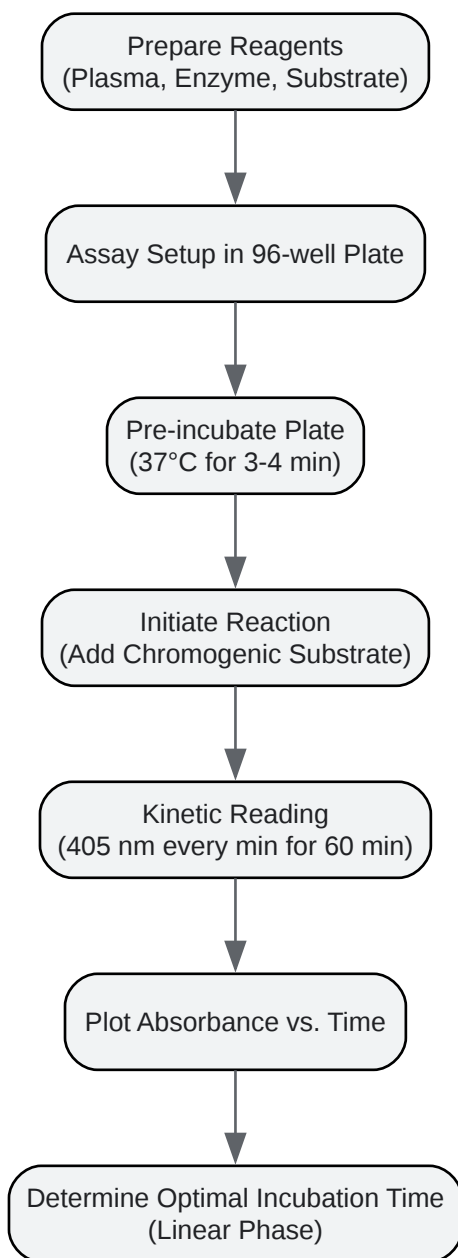 Prepare Reagents
(Plasma, Enzyme, Substrate)
Assay Setup in 96-well Plate
Pre-incubate Plate
(37°C for 3-4 min)
Initiate Reaction
(Add Chromogenic Substrate)
Kinetic Reading
(405 nm every min for 60 min)
Plot Absorbance vs. Time
Determine Optimal Incubation Time
(Linear Phase)